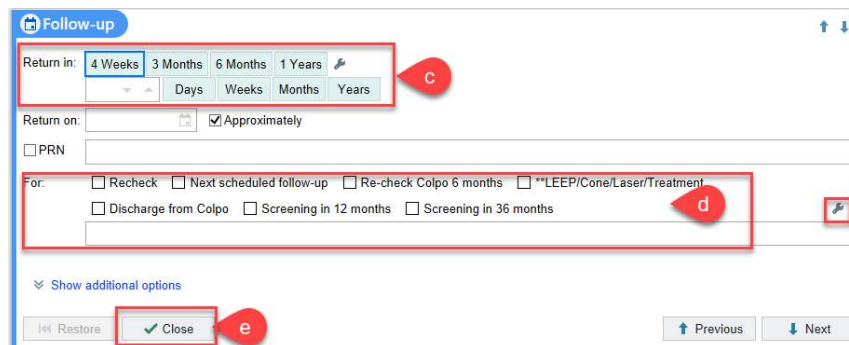 Follow-up
Return in: 4 Weeks 3 Months 6 Months 1 Years
c
Days Weeks Months Years
Return on: Approximately
PRN
For: Recheck Next scheduled follow-up Re-check Colpo 6 months **LEEP/Cone/Laser/Treatment
Discharge from Colpo Screening in 12 months Screening in 36 months
d
Show additional options
Restore Close e Previous Next